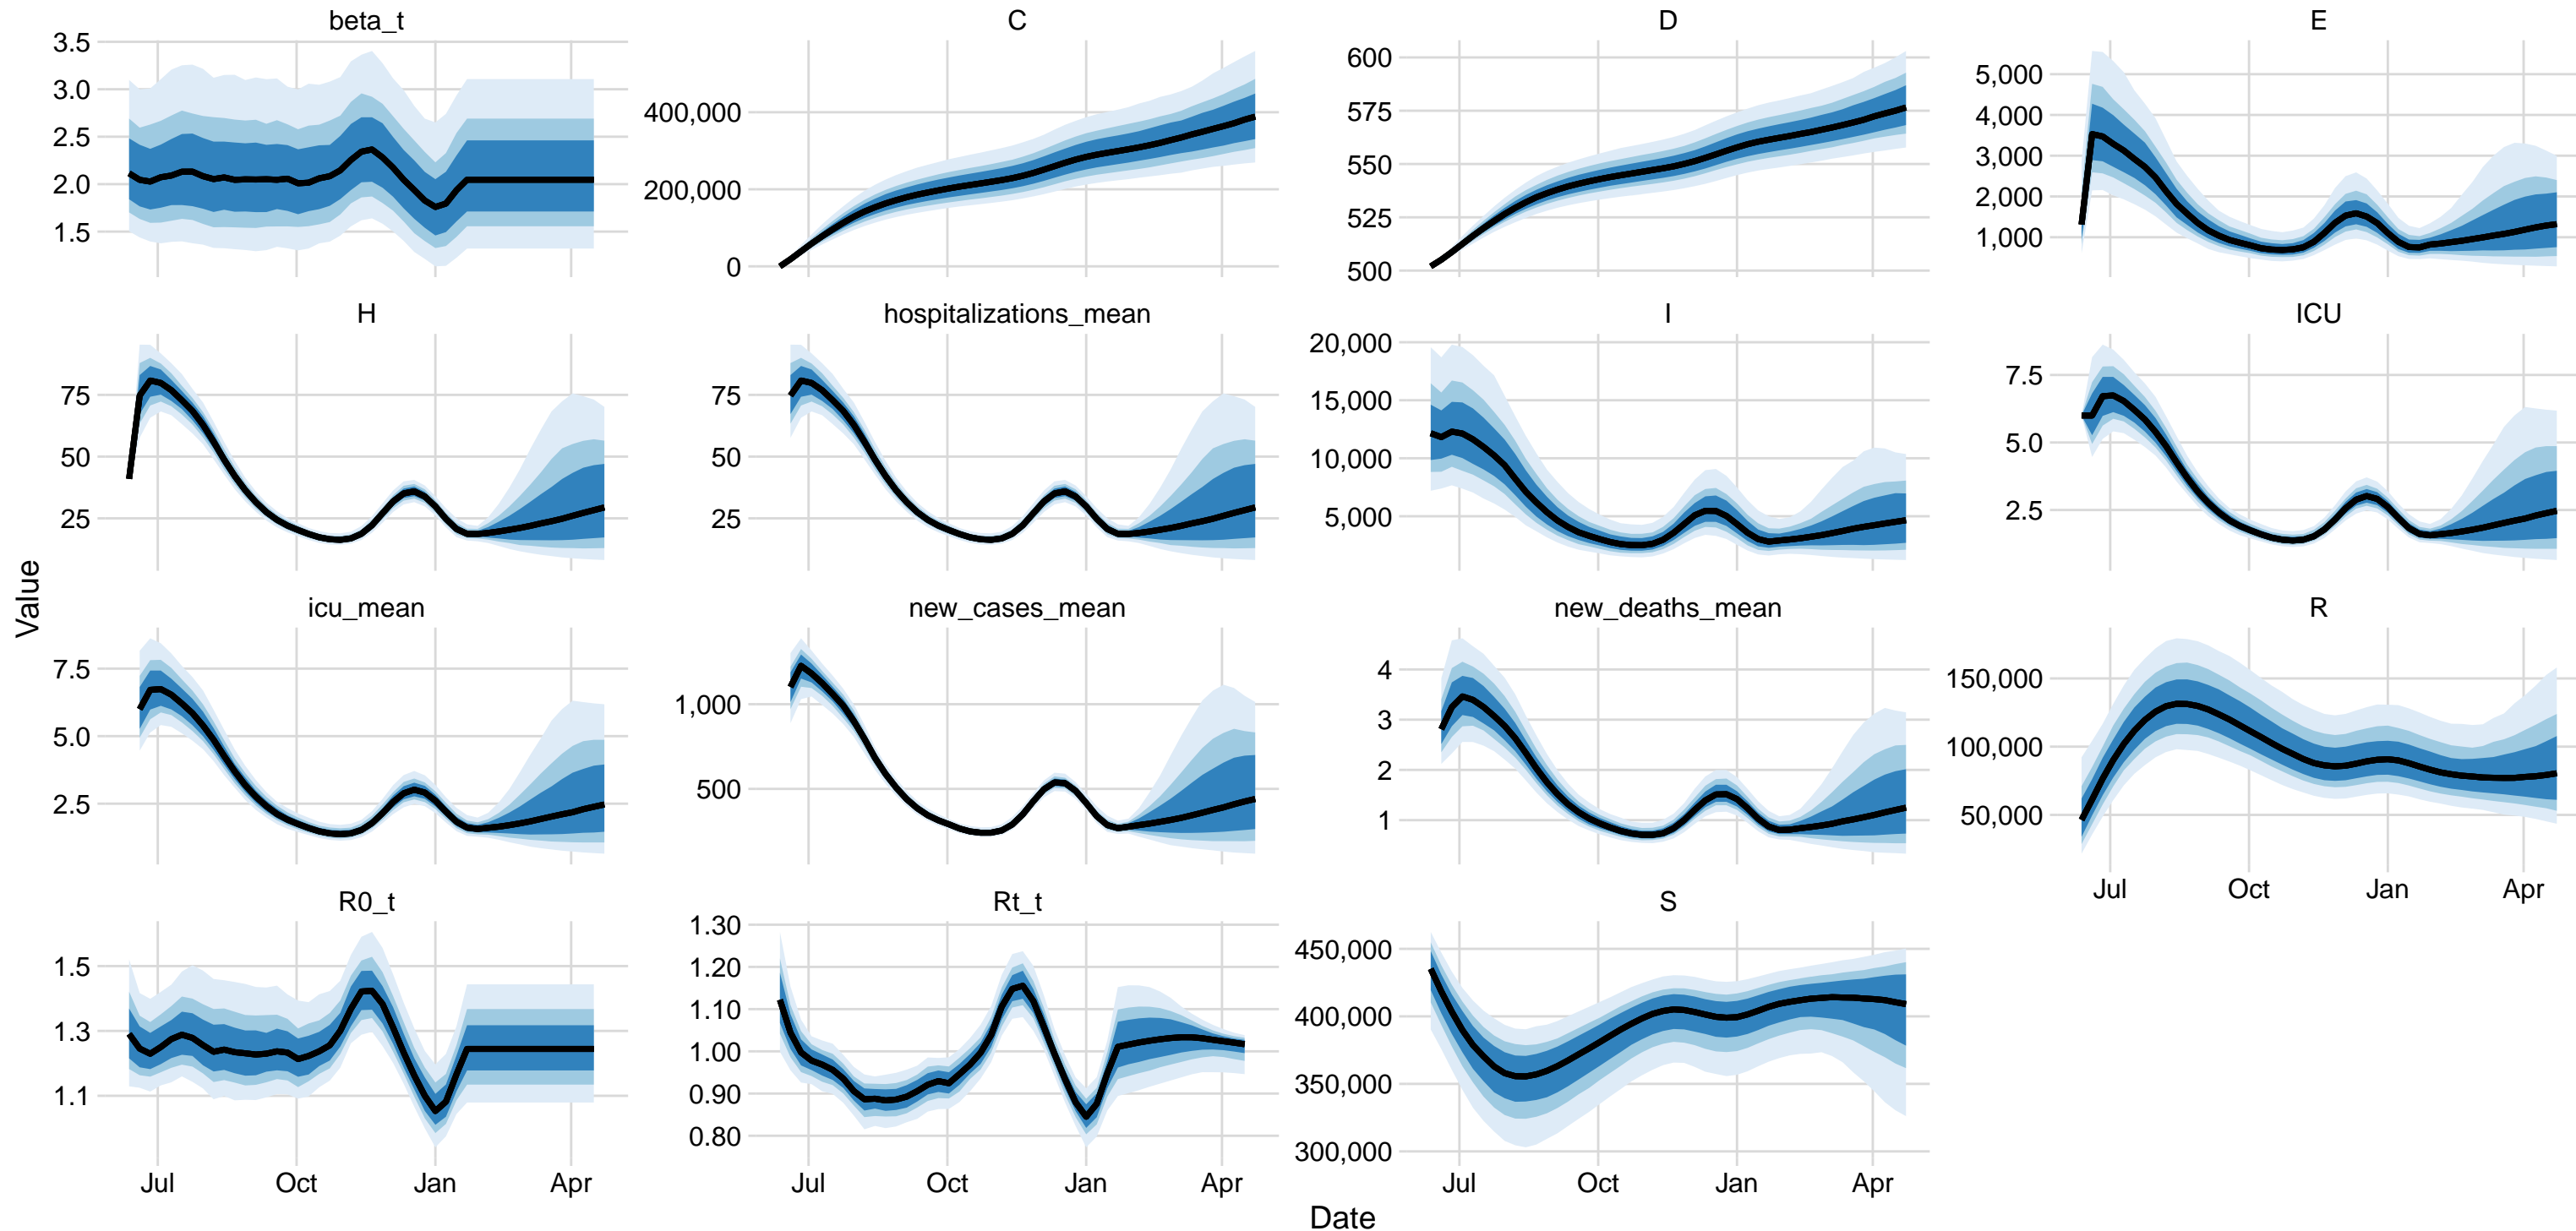 beta_t
C
D
E
3.5
3.0
2.5
2.0
1.5
400,000
200,000
0
600
575
550
525
500
5,000
4,000
3,000
2,000
1,000
H
hospitalizations_mean
I
ICU
75
50
25
75
50
25
20,000
15,000
10,000
5,000
7.5
5.0
2.5
Value
icu_mean
new_cases_mean
new_deaths_mean
R
7.5
5.0
2.5
1,000
500
4
3
2
1
150,000
100,000
50,000
Jul Oct Jan Apr
R0_t
Rt_t
S
1.5
1.3
1.1
1.30
1.20
1.10
1.00
0.90
0.80
450,000
400,000
350,000
300,000
Jul Oct Jan Apr
Jul Oct Jan Apr
Jul Oct Jan Apr
Date